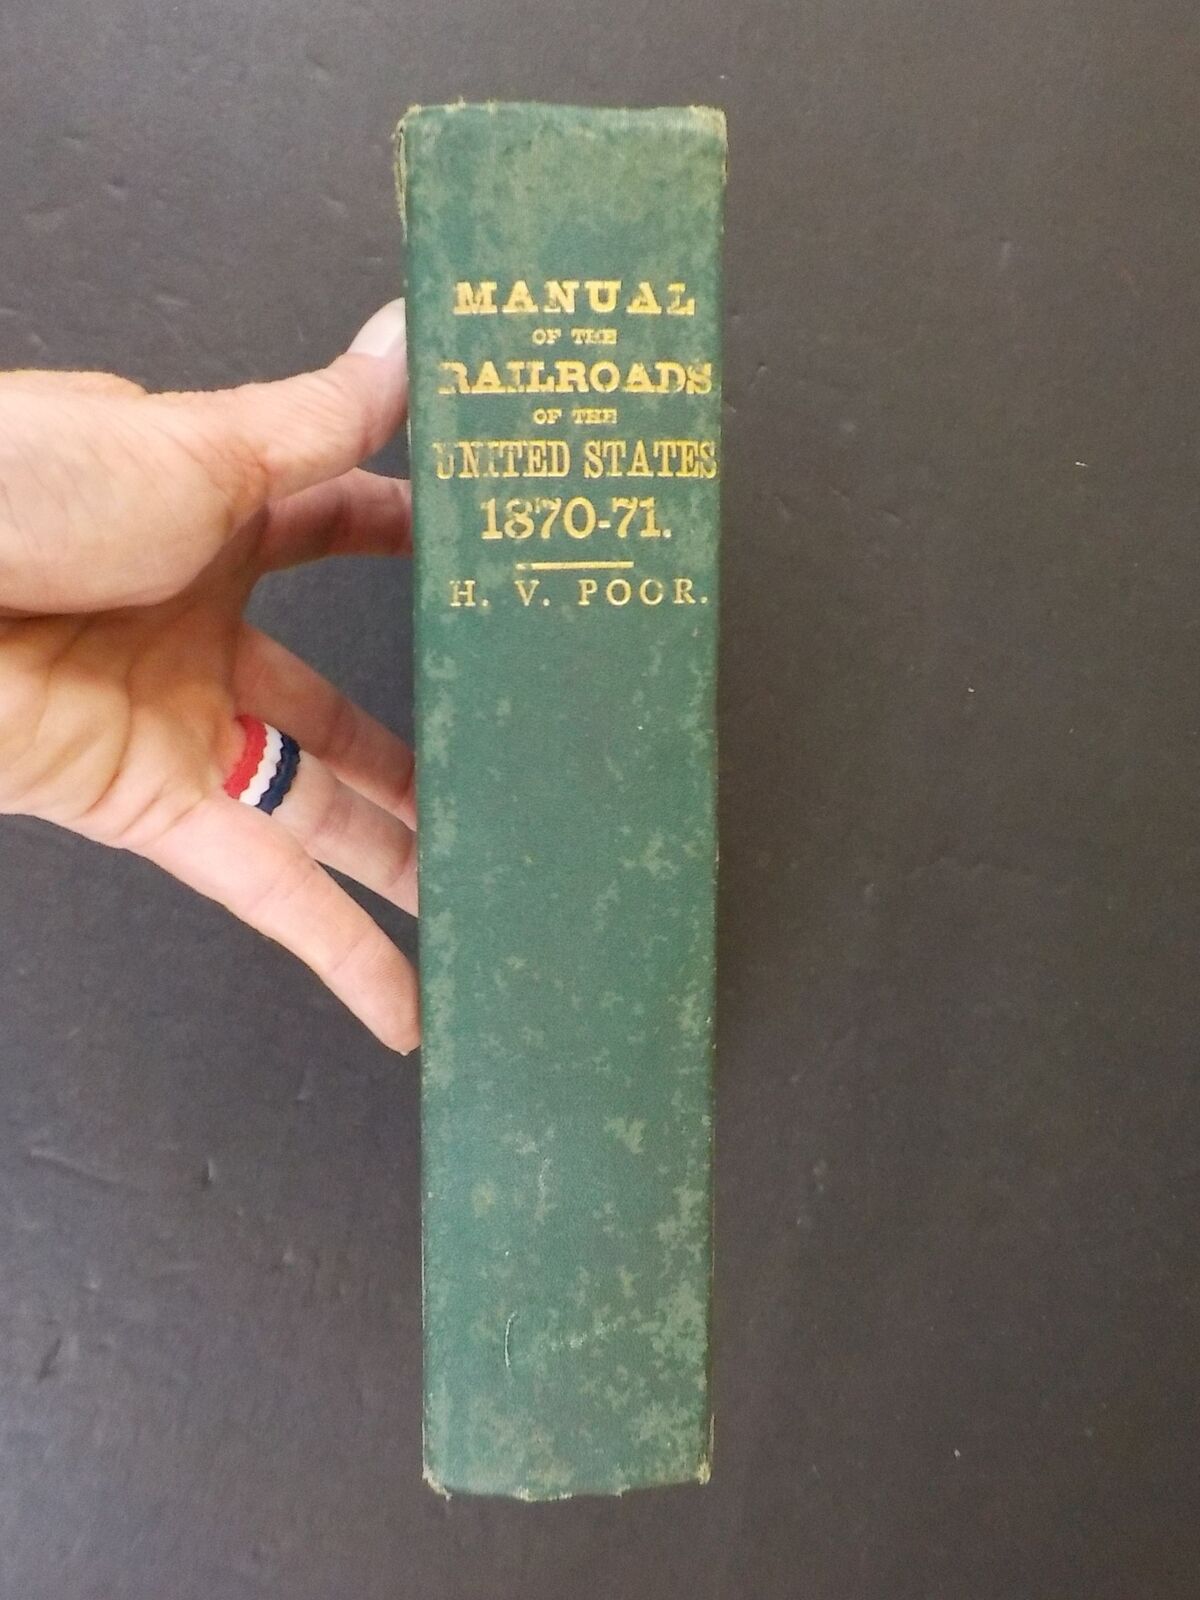 MANUAL
OF THE
RAILROADS
OF THE
UNITED STATES
1870-71.
H. V. POOR.